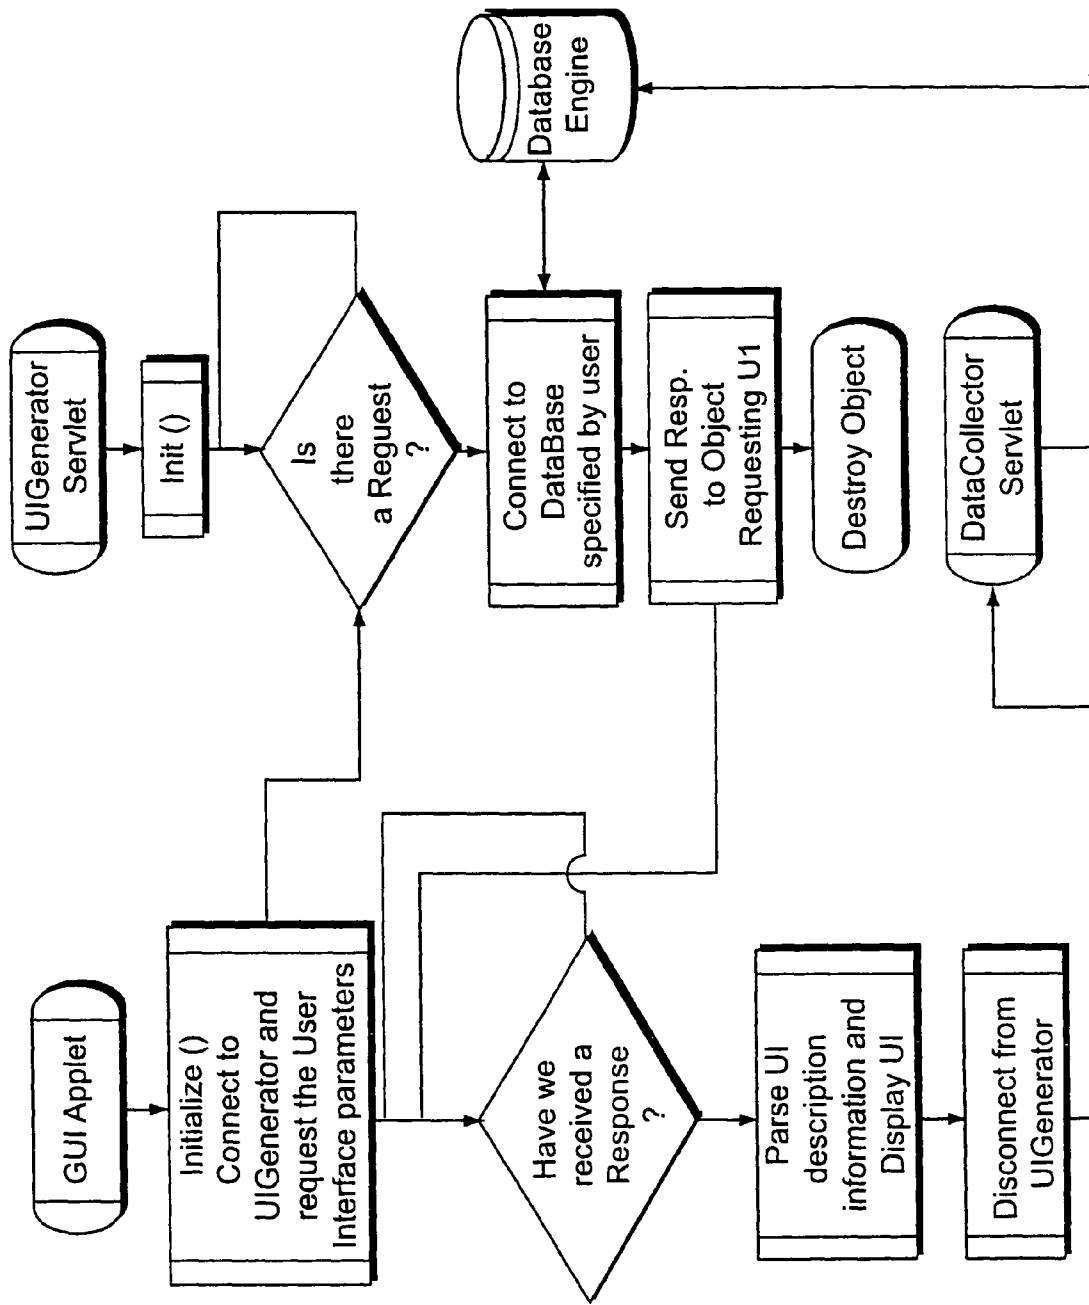 GUI Applet
Initialize ()
Connect to
UIGenerator and
request the User
Interface parameters
Have we
received a
Response
?
Parse UI
description
information and
Display UI
Disconnect from
UIGenerator
UIGenerator
Servlet
Init ()
Is
there
a Reguest
?
Connect to
DataBase
specified by user
Send Resp.
to Object
Requesting U1
Destroy Object
DataCollector
Servlet
Database
Engine